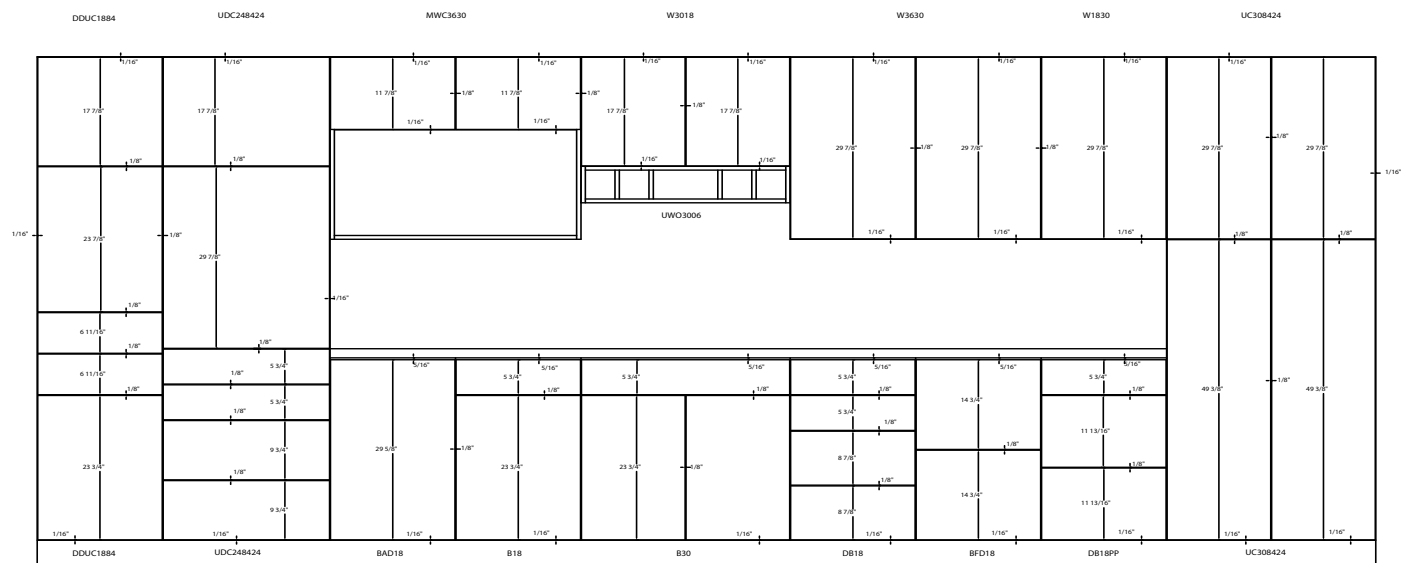 DDUC1884 UDC248424 MWC3630 W3018 W3630 W1830 UC308424
1/16" 1/16" 1/16" 1/16" 1/16" 1/16" 1/16" 1/16" 1/16" 1/16"
11 7/8" 1/8" 11 7/8" 1/8"
1/8"
17 7/8" 17 7/8" 17 7/8" 17 7/8"
1/16" 1/16"
1/8"
29 7/8" 1/8" 29 7/8" 1/8" 29 7/8" 29 7/8" 29 7/8"
1/8" 1/8" 1/16" 1/16"
1/16"
UWO3006
1/16" 1/8"
23 7/8" 1/16" 1/16" 1/16" 1/8" 1/8"
29 7/8"
1/16"
1/8"
6 11/16"
1/8"
1/8"
5/16" 5/16" 5/16" 5/16" 5/16" 5/16"
5 3/4"
1/8" 5 3/4" 5 3/4" 5 3/4" 5 3/4"
1/8"
6 11/16"
1/8" 1/8" 1/8" 1/8" 1/8"
49 3/8" 49 3/8"
5 3/4" 14 3/4"
1/8" 5 3/4"
1/8"
11 13/16"
29 5/8" 1/8" 1/8"
9 3/4"
8 7/8"
23 3/4" 23 3/4" 23 3/4" 1/8"
1/8" 1/8"
1/8"
14 3/4"
11 13/16"
9 3/4" 8 7/8"
1/16" 1/16" 1/16" 1/16" 1/16" 1/16" 1/16" 1/16" 1/16" 1/16"
DDUC1884 UDC248424 BAD18 B18 B30 DB18 BFD18 DB18PP UC308424